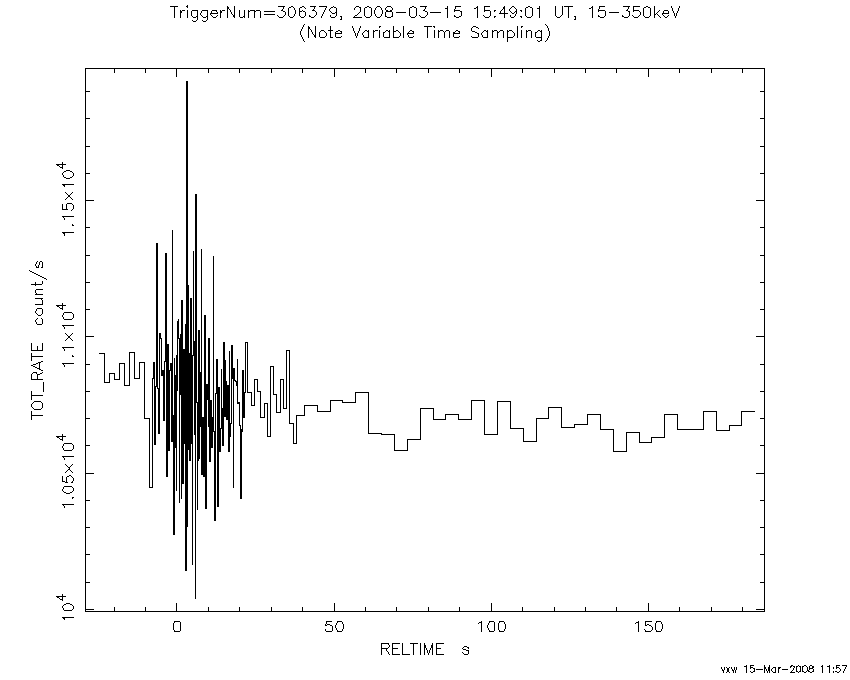 TriggerNum=306379, 2008-03-15 15:49:01 UT, 15-350keV
(Note Variable Time Sampling)
TOT_RATE count/s
1.15×10⁴
1.1×10⁴
1.05×10⁴
10⁴
0 50 100 150
RELTIME s
vxw 15-Mar-2008 11:57